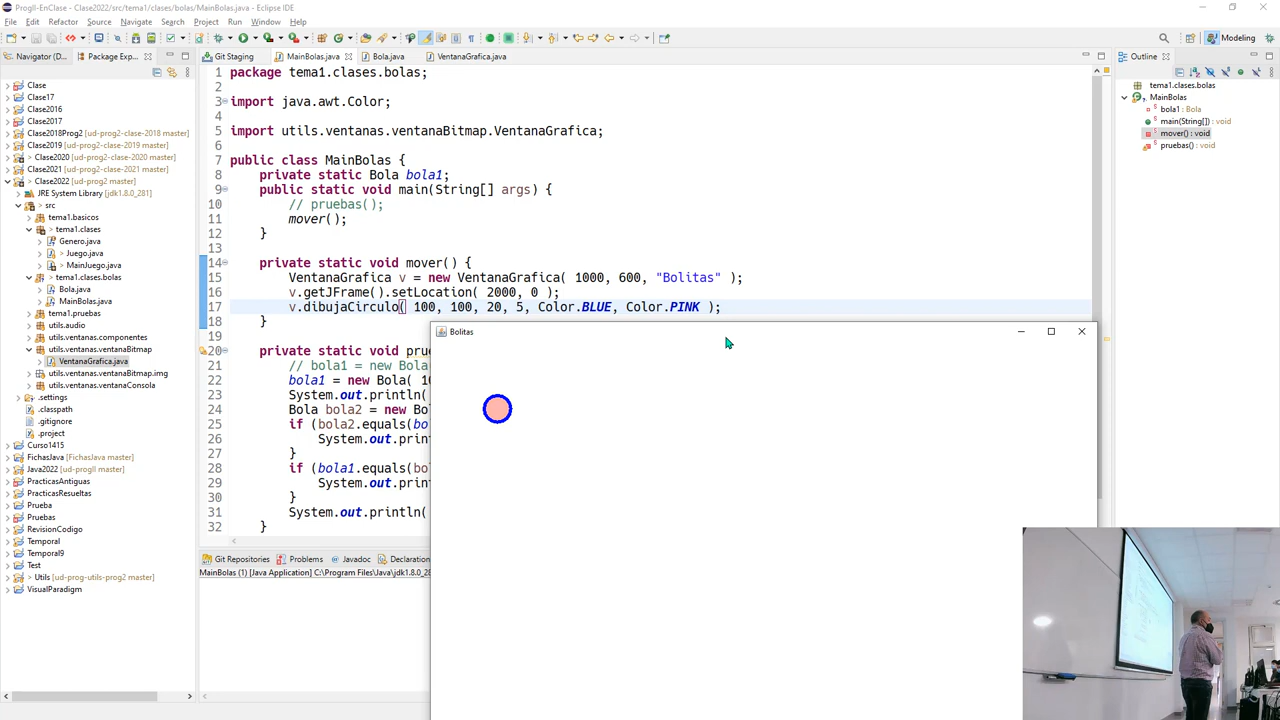 ProgII-EnClase - Clase2022/src/tema1/clases/bolas/MainBolas.java - Eclipse IDE
File Edit Refactor Source Navigate Search Project Run Window Help
Modeling
Navigator (D...
Package Exp...
Clase
Clase17
Clase2016
Clase2017
Clase2018Prog2 [ud-prog2-clase-2018 master]
Clase2019 [ud-prog2-clase-2019 master]
> Clase2020 [ud-prog2-clase-2020 master]
Clase2021 [ud-prog2-clase-2021 master]
> Clase2022 [ud-prog2 master]
JRE System Library [jdk1.8.0_281]
> src
tema1.basicos
> tema1.clases
Genero.java
> Juego.java
> MainJuego.java
> tema1.clases.bolas
Bola.java
MainBolas.java
tema1.pruebas
utils.audio
utils.ventanas.componentes
utils.ventanas.ventanaBitmap
VentanaGrafica.java
utils.ventanas.ventanaBitmap.img
utils.ventanas.ventanaConsola
.settings
.classpath
.gitignore
.project
Curso1415
FichasJava [FichasJava master]
Java2022 [ud-progII master]
PracticasAntiguas
PracticasResueltas
Prueba
Pruebas
RevisionCodigo
Temporal
Temporal9
Test
> Utils [ud-prog-utils-prog2 master]
VisualParadigm
Git Staging
MainBolas.java
Bola.java
VentanaGrafica.java
1 package tema1.clases.bolas;
2
3 import java.awt.Color;
4
5 import utils.ventanas.ventanaBitmap.VentanaGrafica;
6
7 public class MainBolas {
8 private static Bola bola1;
9 public static void main(String[] args) {
10 // pruebas();
11 mover();
12 }
13
14 private static void mover() {
15 VentanaGrafica v = new VentanaGrafica( 1000, 600, "Bolitas" );
16 v.getJFrame().setLocation( 2000, 0 );
17 v.dibujaCirculo( 100, 100, 20, 5, Color.BLUE, Color.PINK );
18 }
19
20 private static void prue
21 // bola1 = new Bola(
22 bola1 = new Bola( 1
23 System.out.println(
24 Bola bola2 = new Bo
25 if (bola2.equals(bo
26 System.out.prin
27 }
28 if (bola1.equals(bo
29 System.out.prin
30 }
31 System.out.println(
32 }
Bolitas
Git Repositories
Problems
Javadoc
Declaration
MainBolas (1) [Java Application] C:\Program Files\Java\jdk1.8.0_28
Outline
tema1.clases.bolas
MainBolas
bola1 : Bola
main(String[]) : void
mover() : void
pruebas() : void